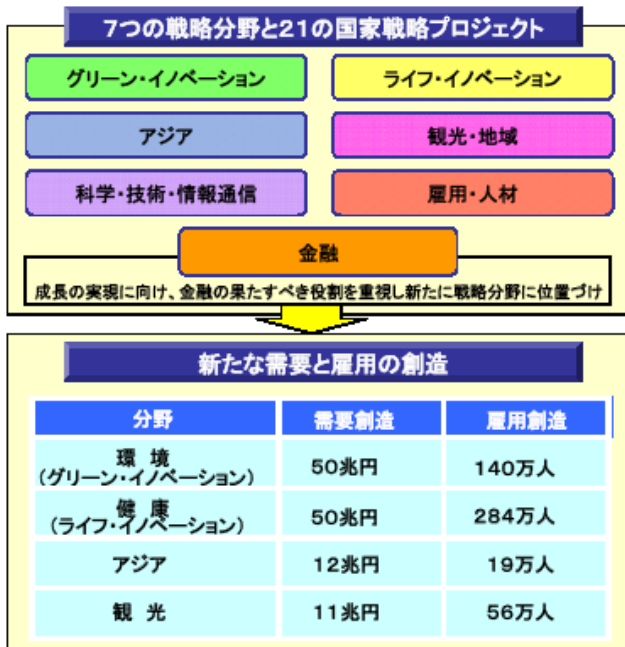 7つの戦略分野と21の国家戦略プロジェクト
グリーン・イノベーション
ライフ・イノベーション
アジア
観光・地域
科学・技術・情報通信
雇用・人材
金融
成長の実現に向け、金融の果たすべき役割を重視し新たに戦略分野に位置づけ
新たな需要と雇用の創造
分野 需要創造 雇用創造
環 境
(グリーン・イノベーション) 50兆円 140万人
健 康
(ライフ・イノベーション) 50兆円 284万人
アジア 12兆円 19万人
観 光 11兆円 56万人